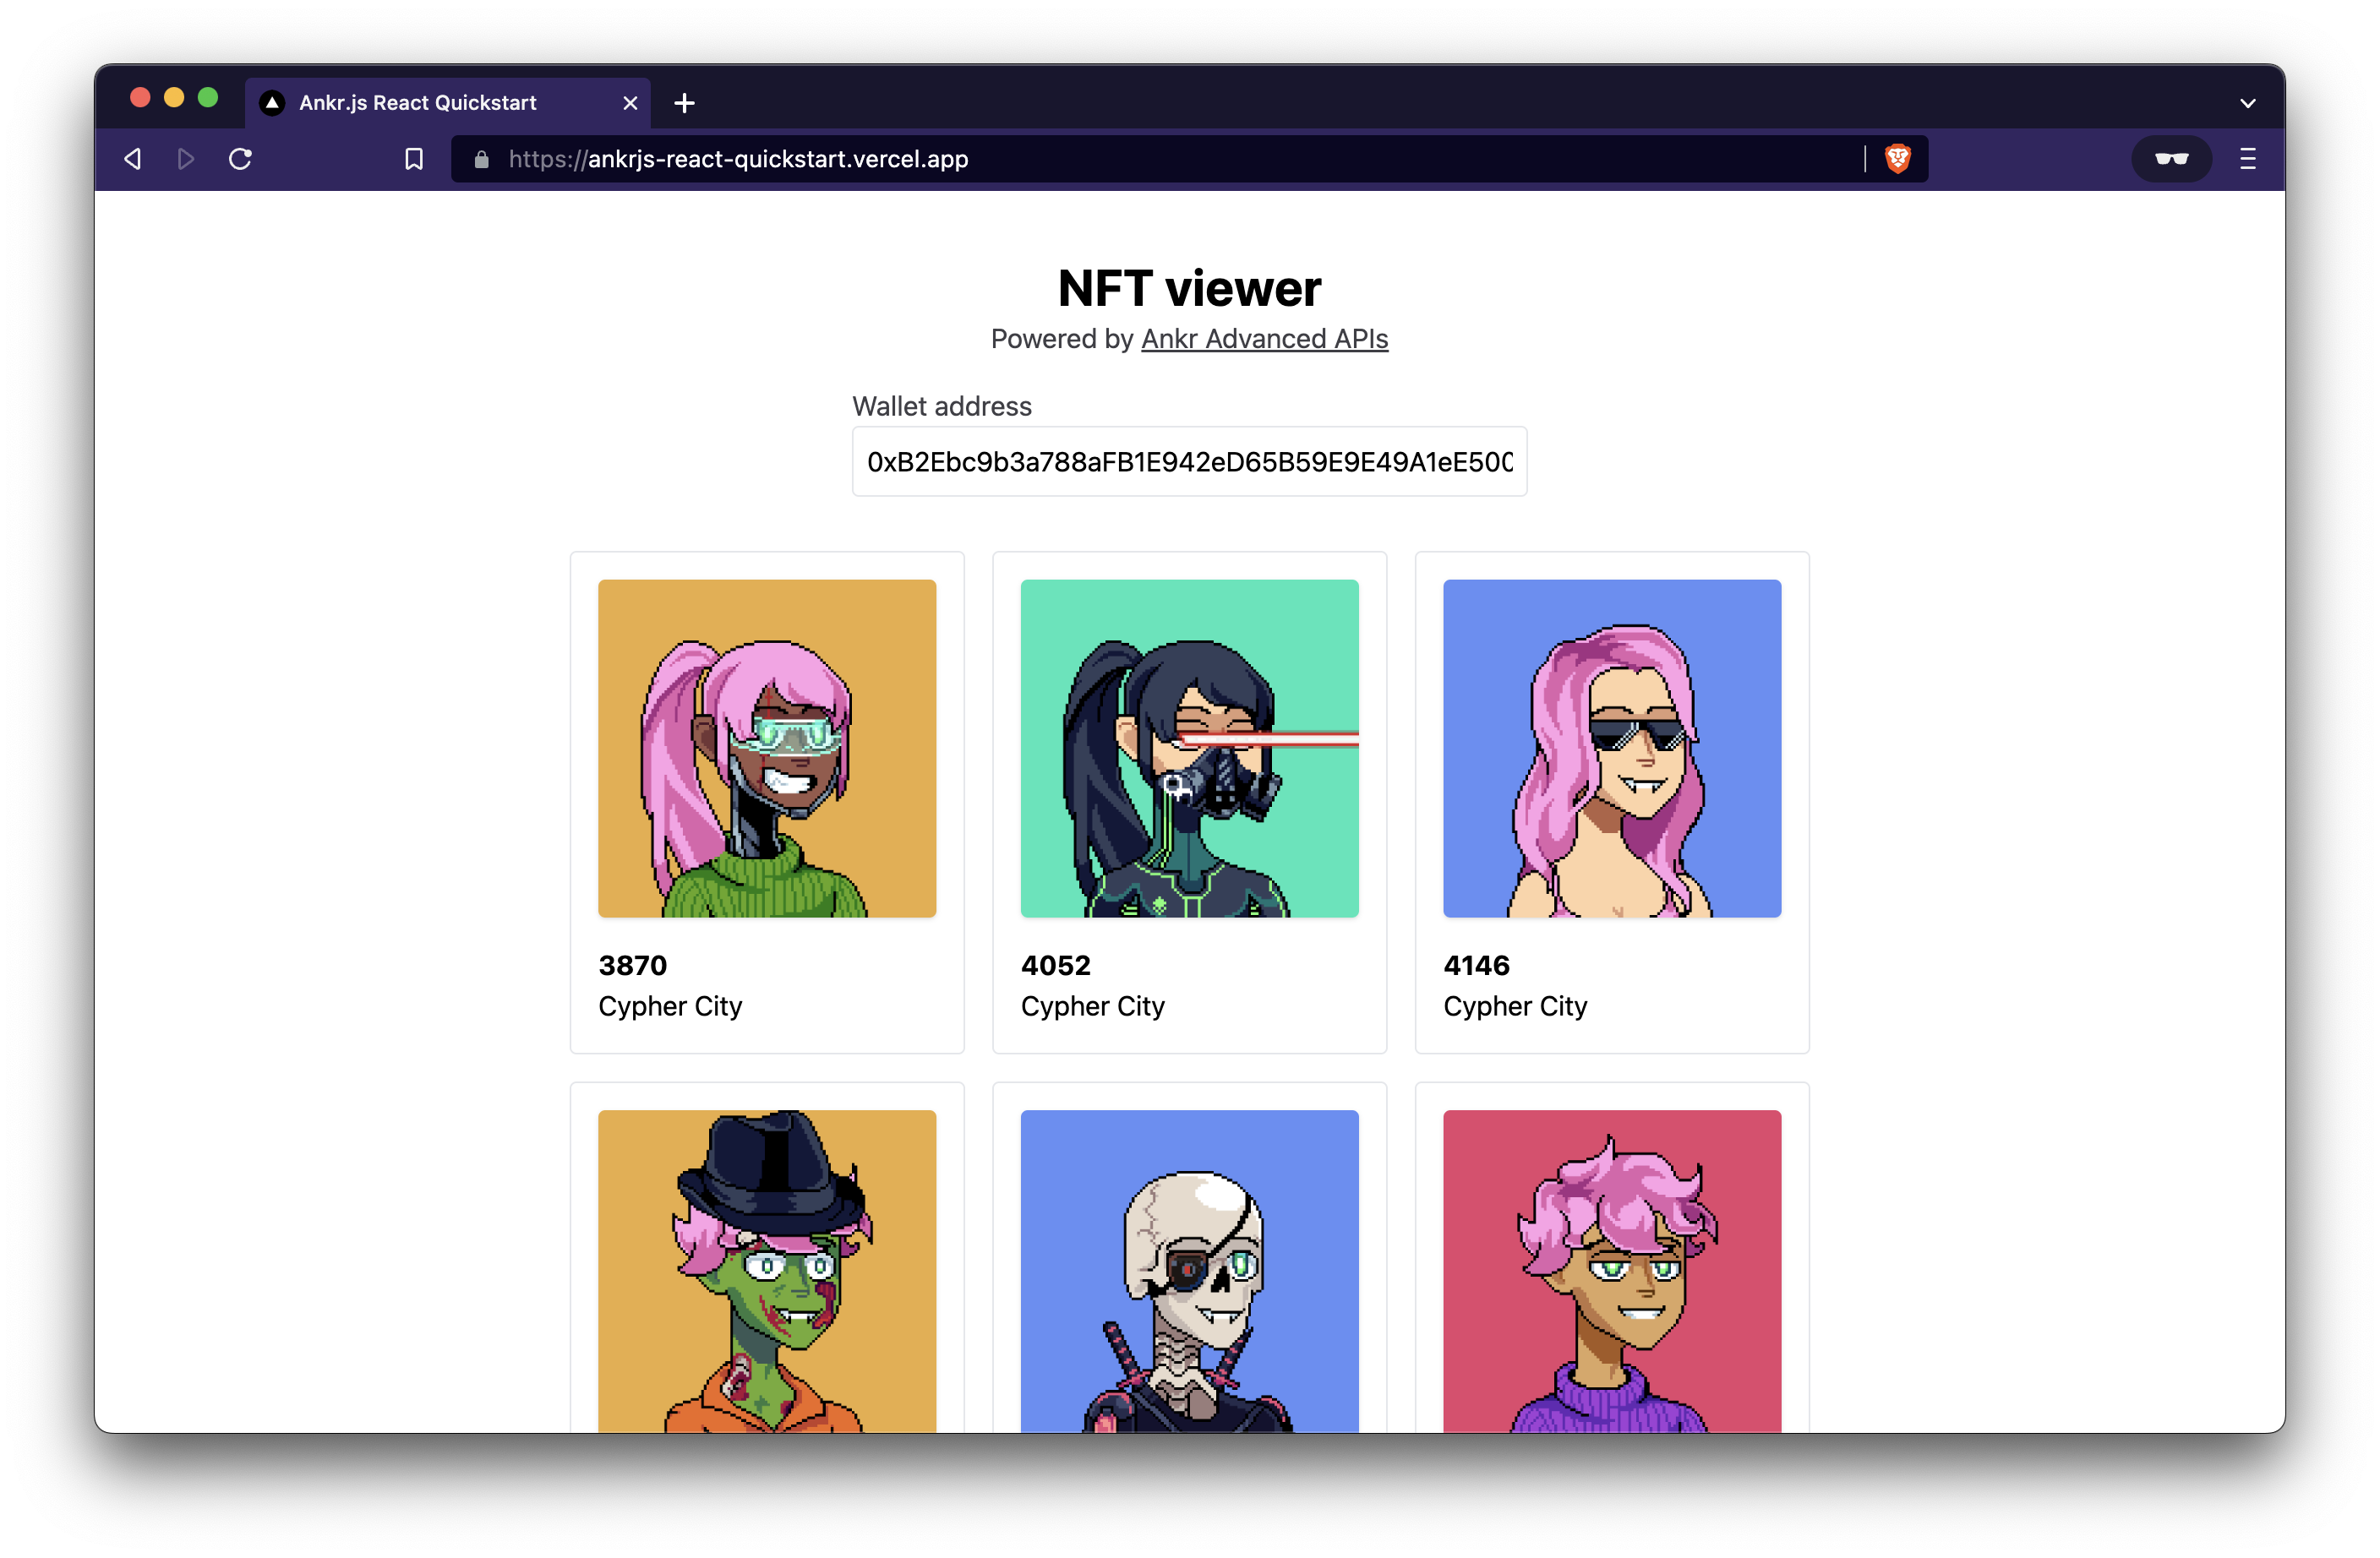 Ankr.js React Quickstart
https://ankrjs-react-quickstart.vercel.app
NFT viewer
Powered by Ankr Advanced APIs
Wallet address
0xB2Ebc9b3a788aFB1E942eD65B59E9E49A1eE500
3870
Cypher City
4052
Cypher City
4146
Cypher City